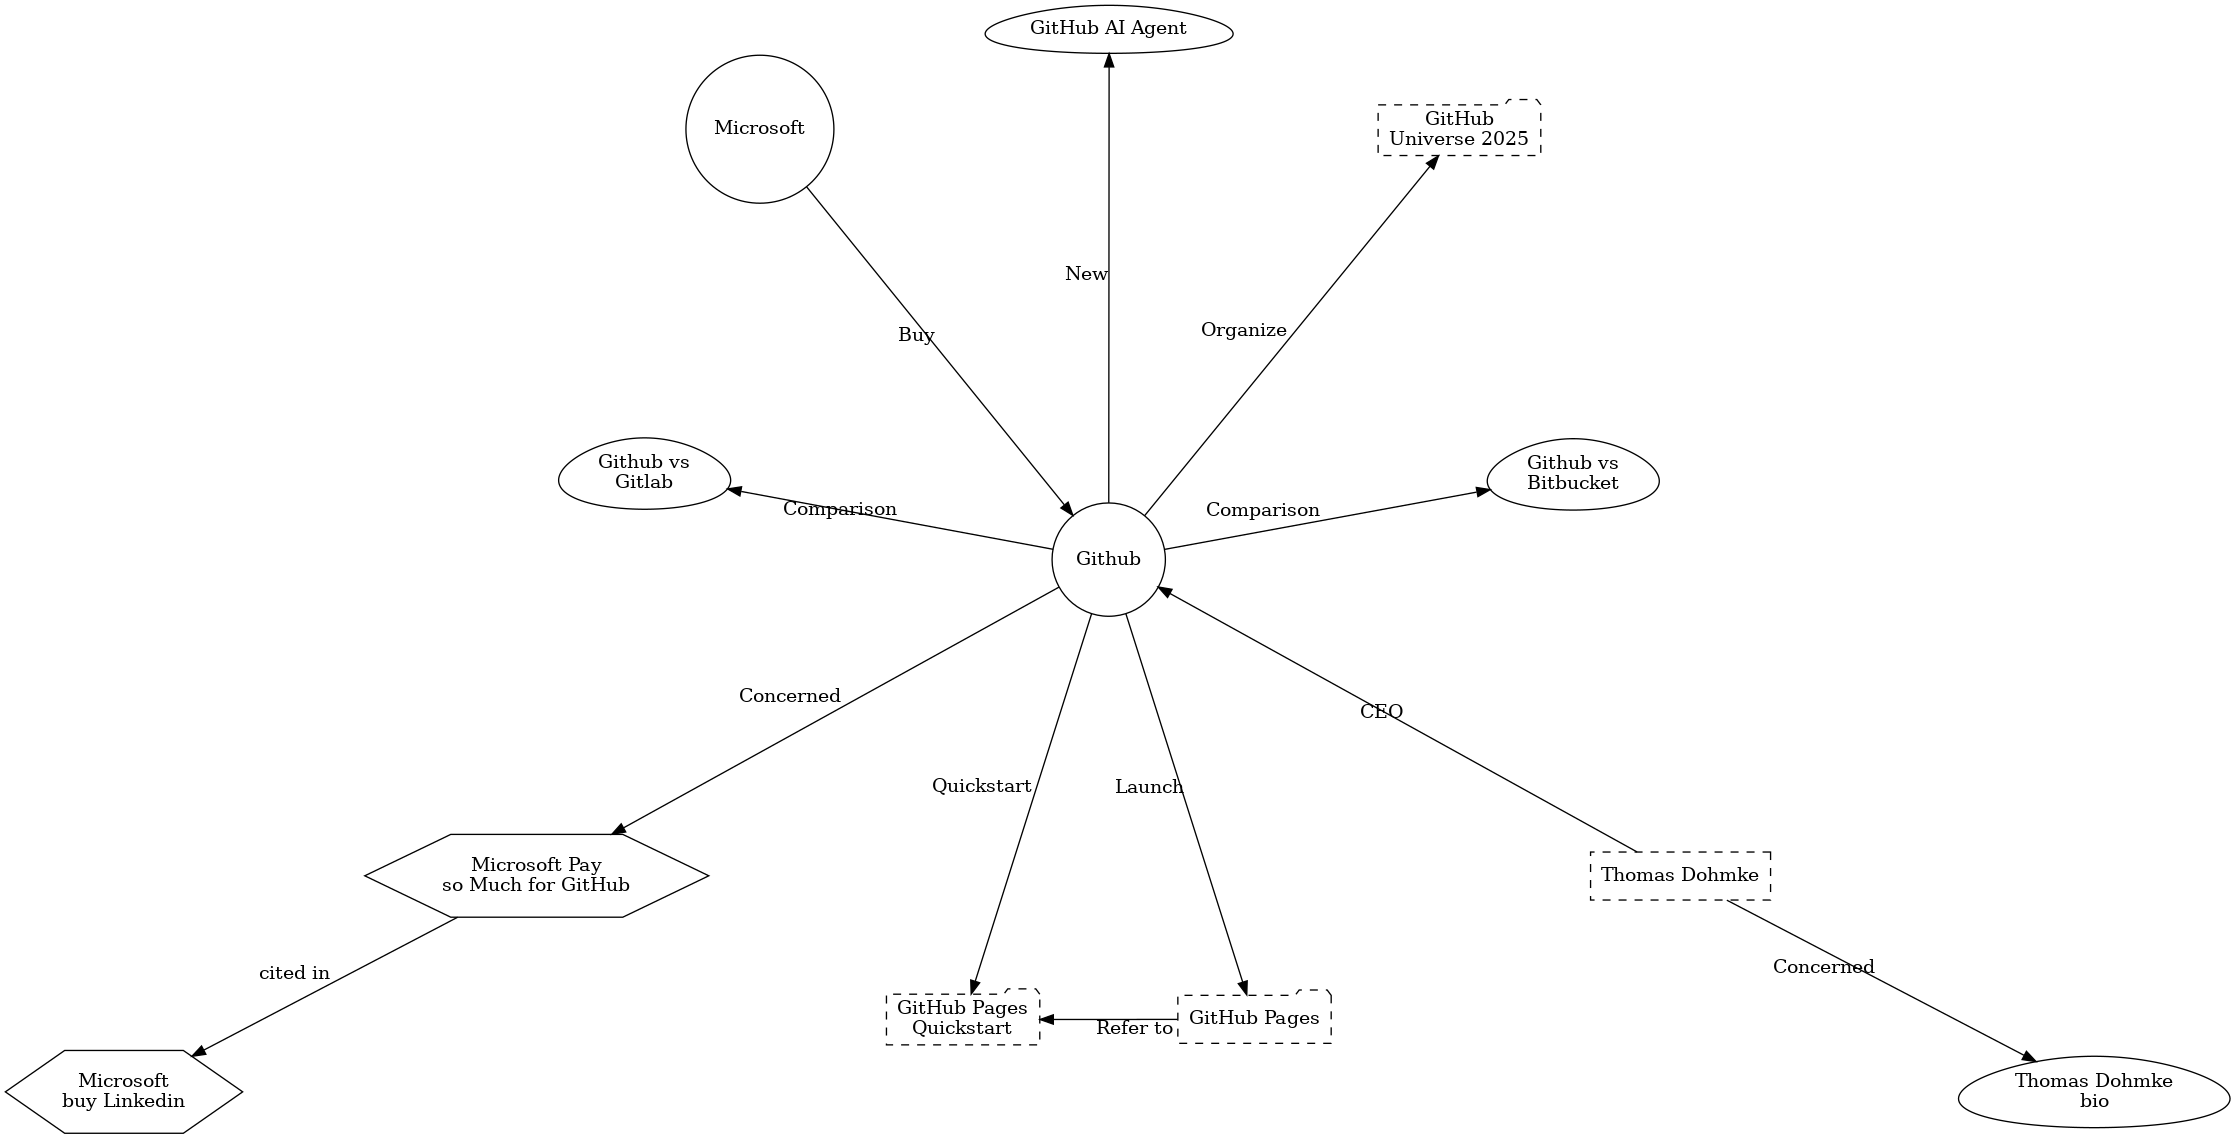 GitHub AI Agent
Microsoft
GitHub
Universe 2025
New
Organize
Buy
Github vs
Gitlab
Github vs
Bitbucket
Comparison
Comparison
Github
Concerned
CEO
Quickstart
Launch
Microsoft Pay
so Much for GitHub
Thomas Dohmke
cited in
Concerned
GitHub Pages
Quickstart
Refer to
GitHub Pages
Microsoft
buy Linkedin
Thomas Dohmke
bio